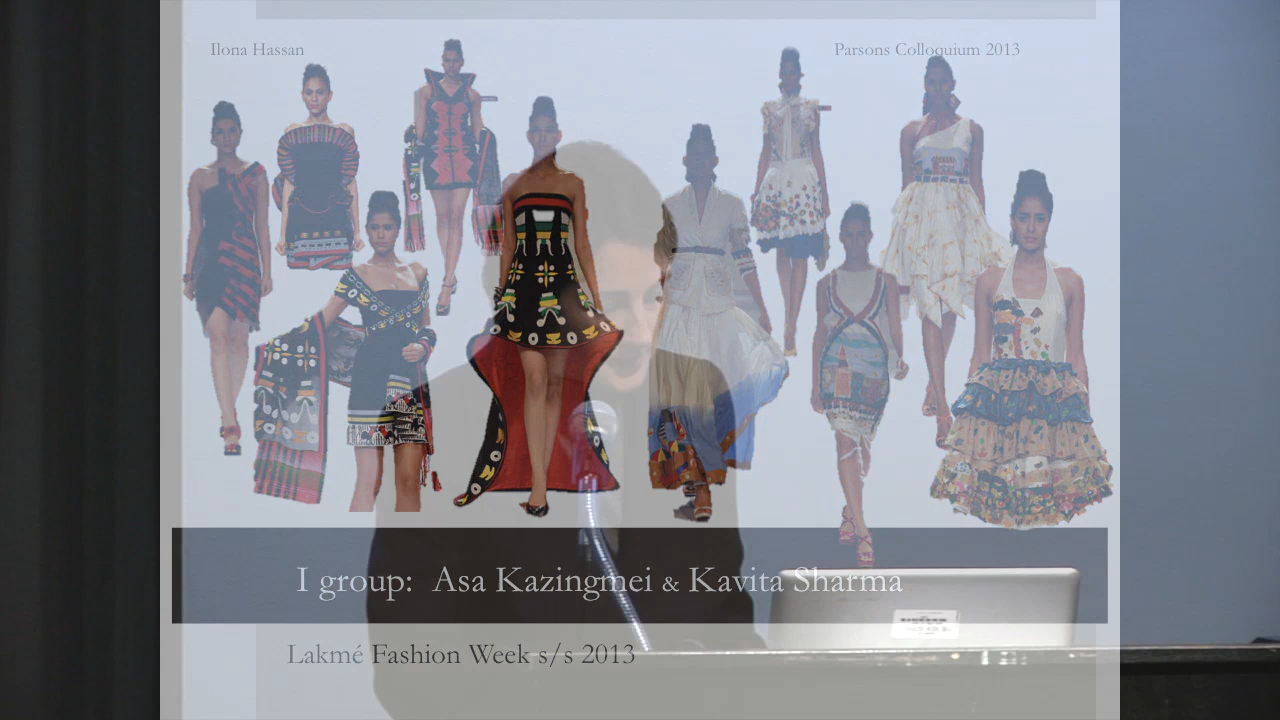 Ilona Hassan
Parsons Colloquium 2013
I group: Asa Kazingmei & Kavita Sharma
Lakmé Fashion Week s/s 2013